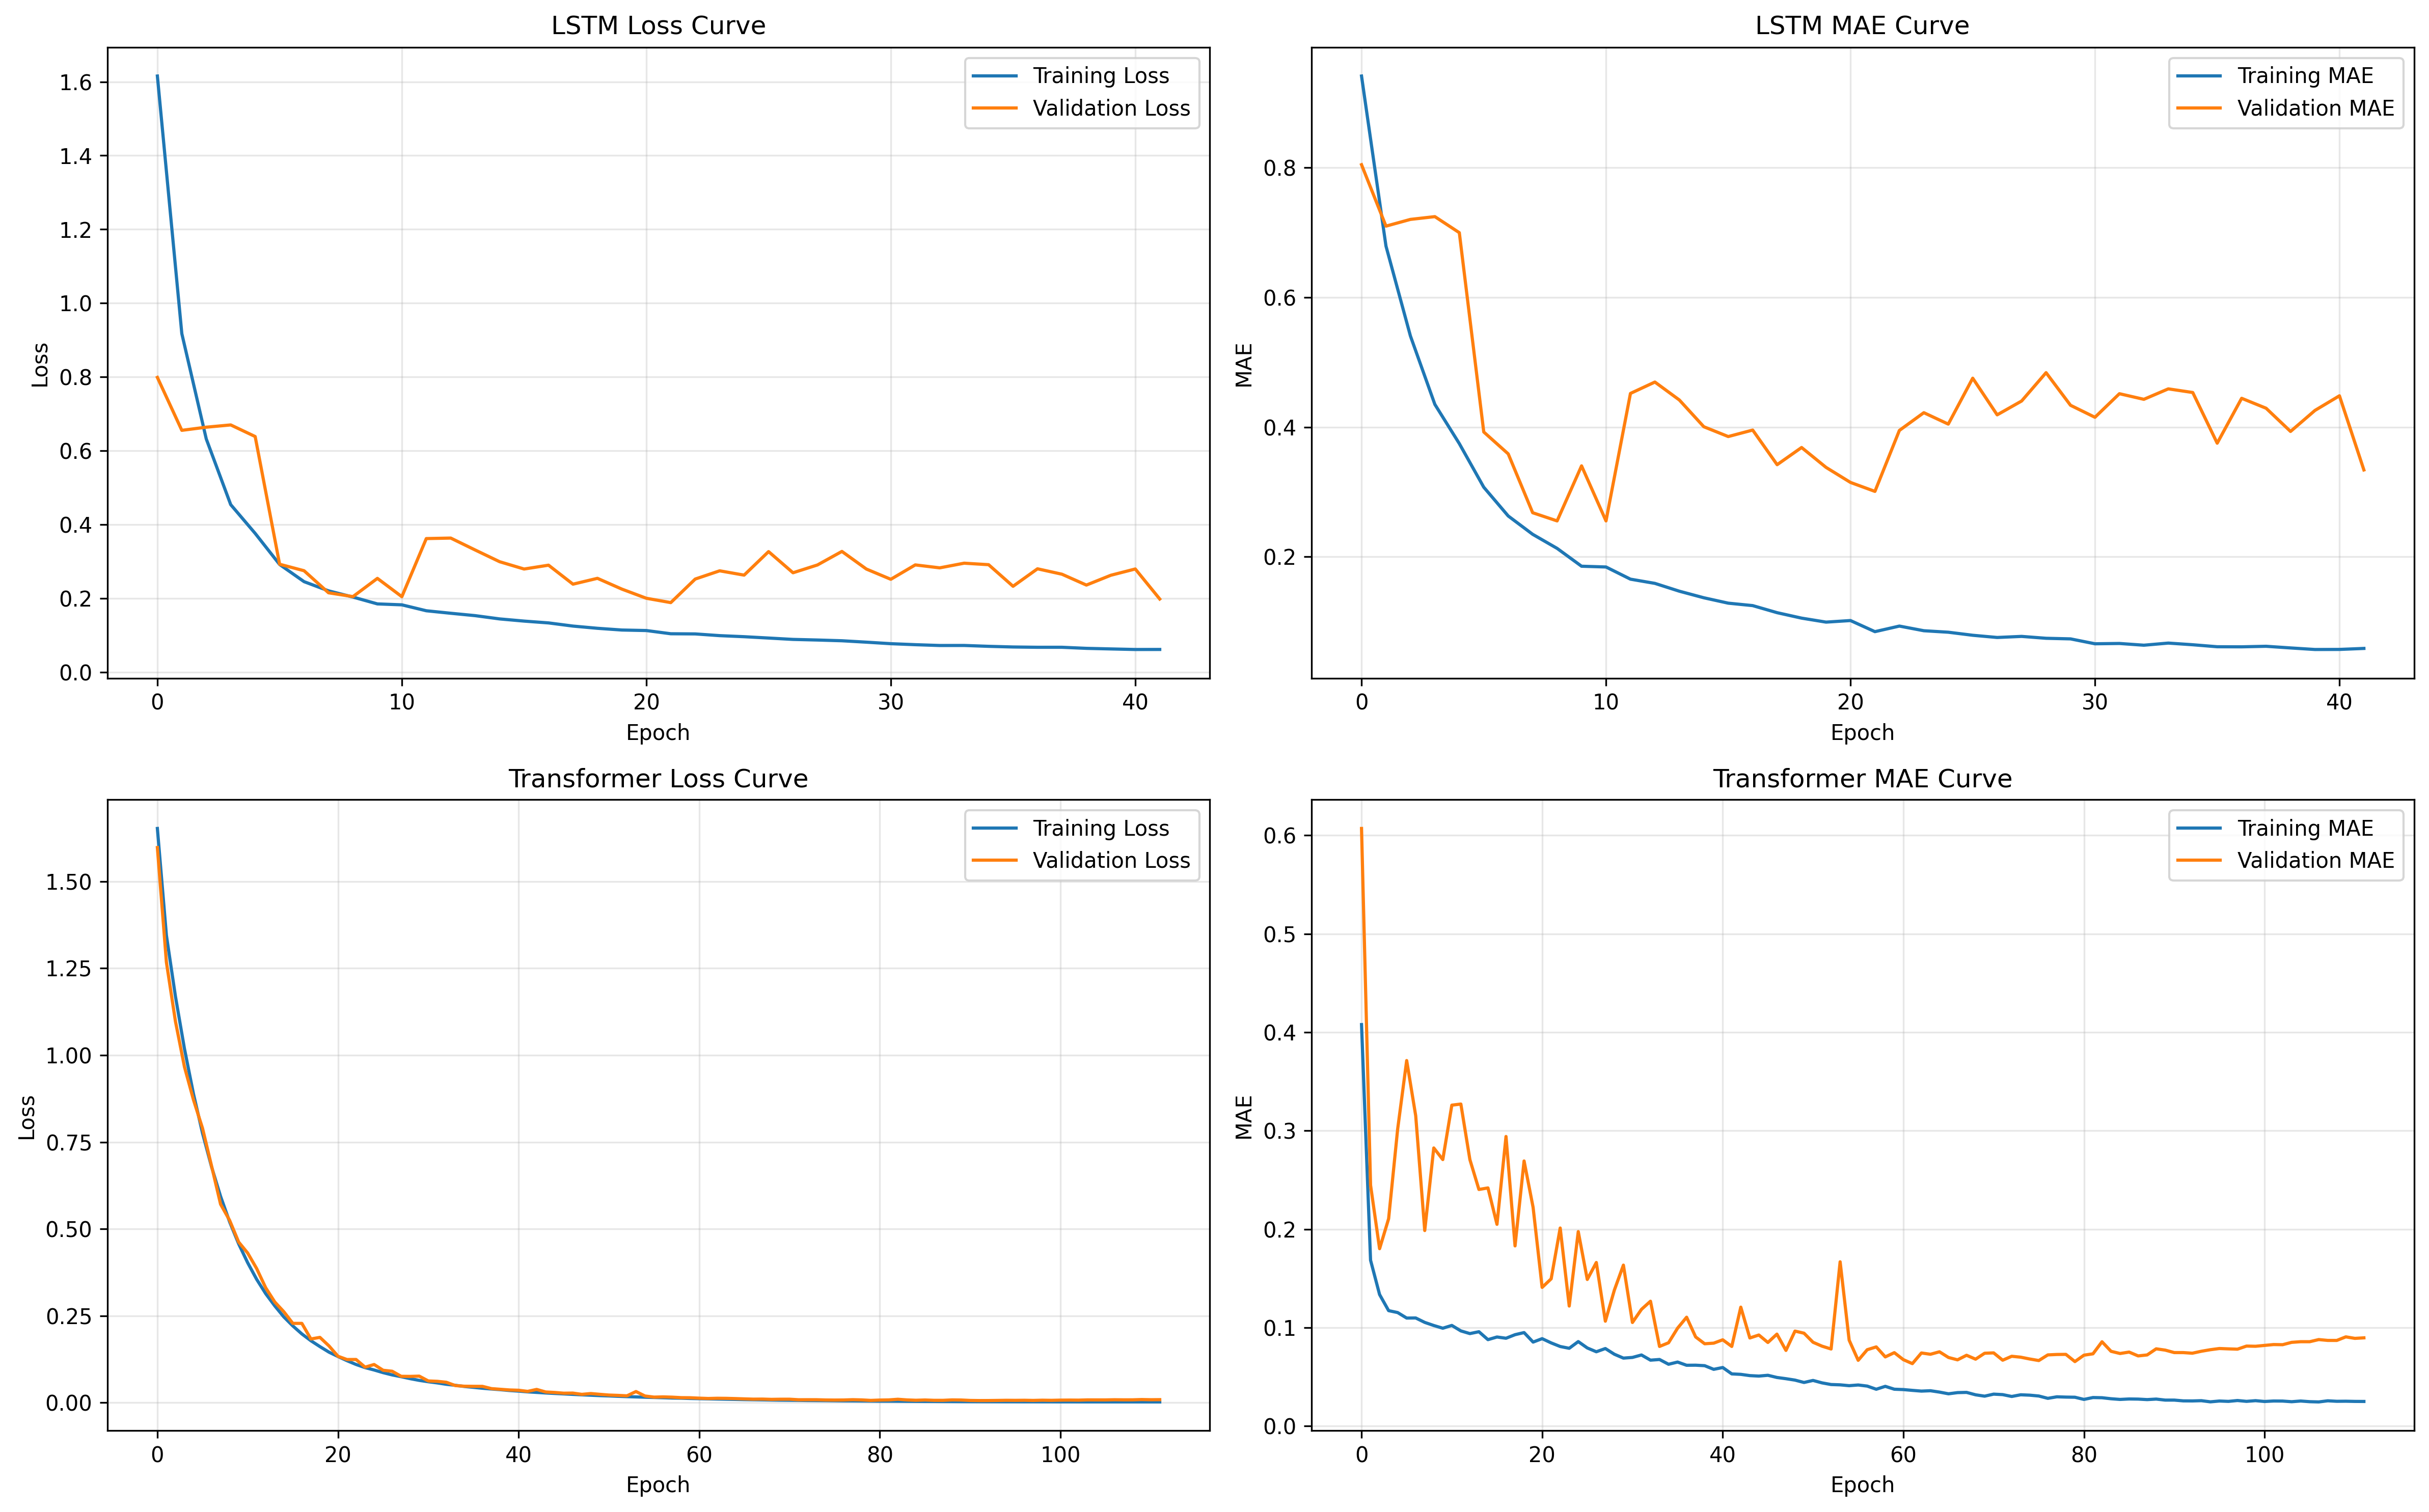 LSTM Loss Curve
Training Loss
Validation Loss
1.6
1.4
1.2
1.0
0.8
0.6
0.4
0.2
0.0
Loss
0 10 20 30 40
Epoch
LSTM MAE Curve
Training MAE
Validation MAE
0.8
0.6
0.4
0.2
MAE
0 10 20 30 40
Epoch
Transformer Loss Curve
Training Loss
Validation Loss
1.50
1.25
1.00
0.75
0.50
0.25
0.00
Loss
0 20 40 60 80 100
Epoch
Transformer MAE Curve
Training MAE
Validation MAE
0.6
0.5
0.4
0.3
0.2
0.1
0.0
MAE
0 20 40 60 80 100
Epoch